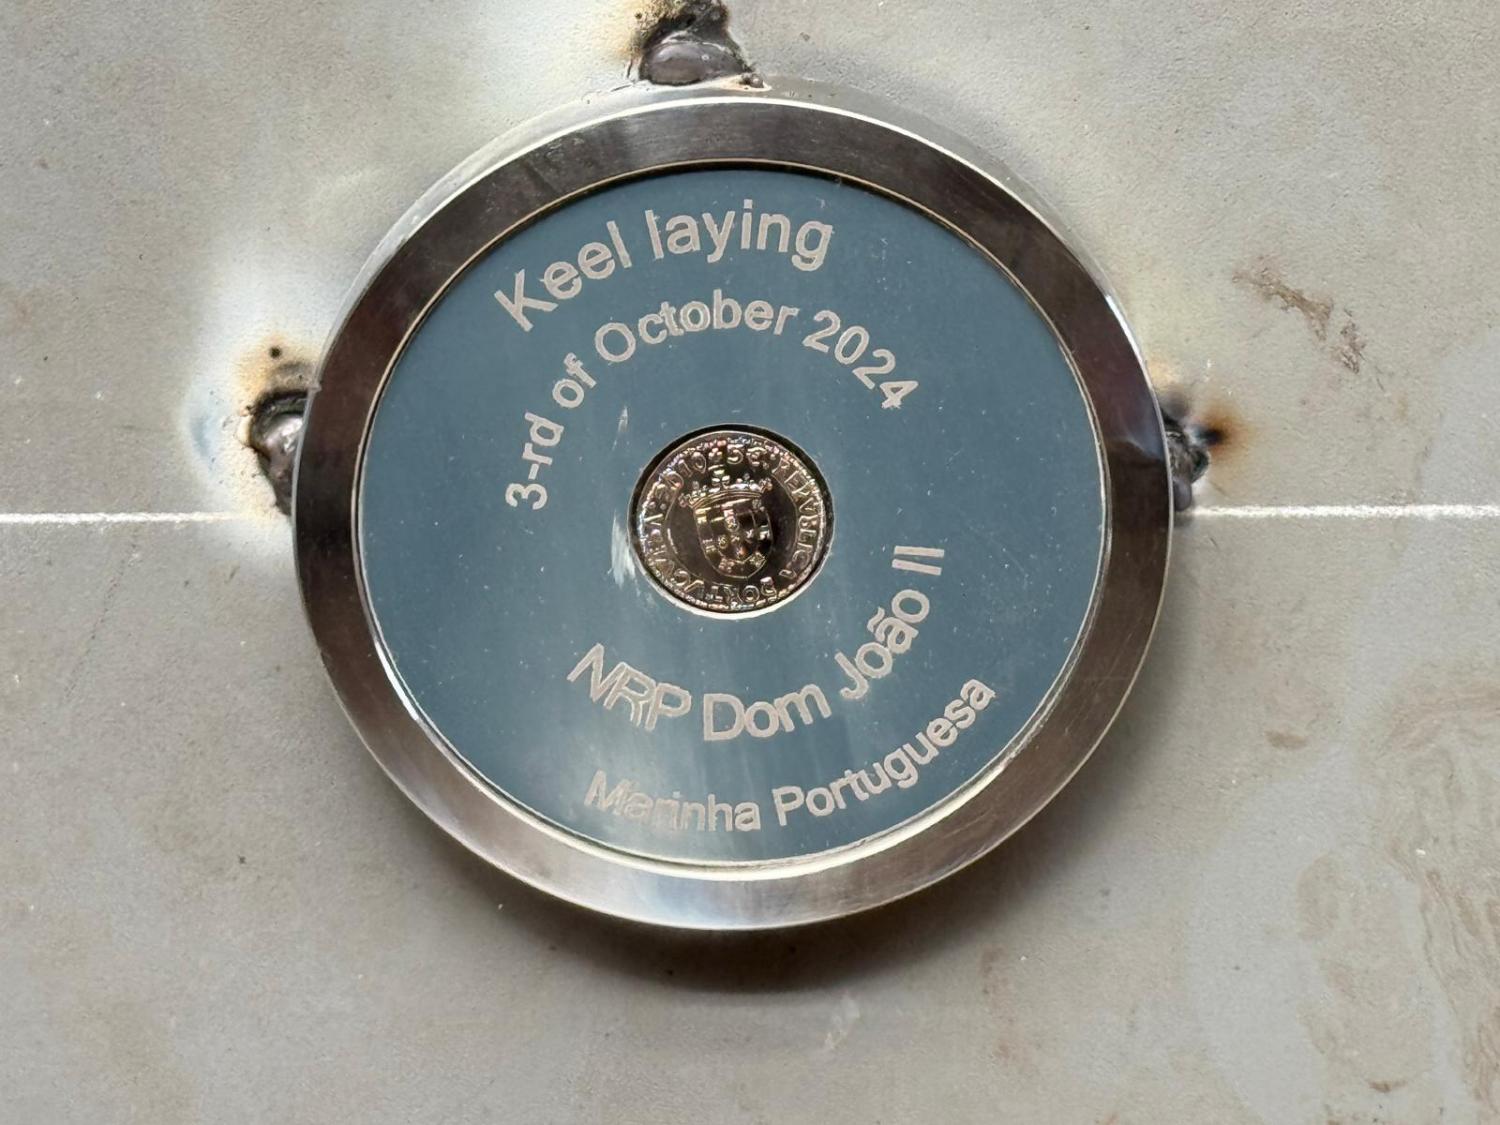 Keel laying
3-rd of October 2024
NRP Dom João II
Marinha Portuguesa